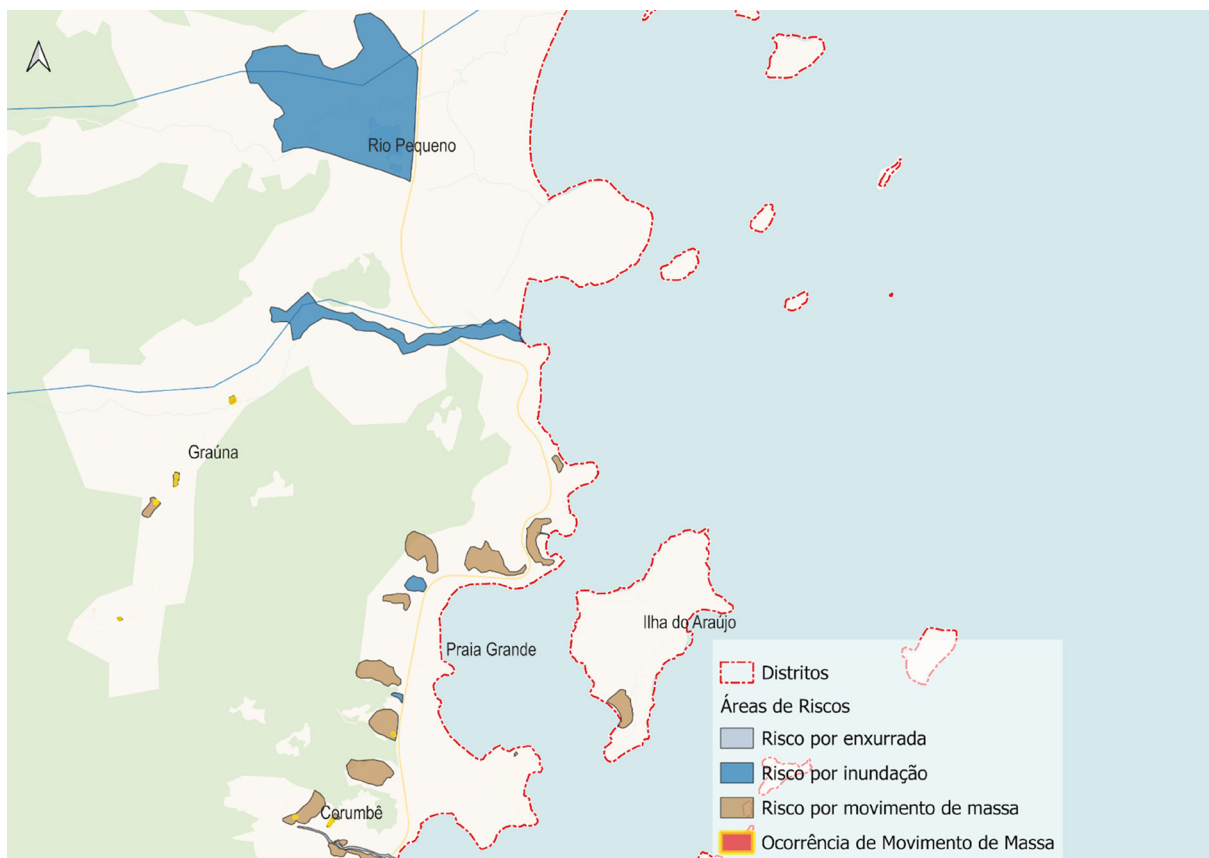 Rio Pequeno
Graúna
Ilha do Araújo
Praia Grande
Corumbê
Distritos
Áreas de Riscos
Risco por enxurrada
Risco por inundação
Risco por movimento de massa
Ocorrência de Movimento de Massa